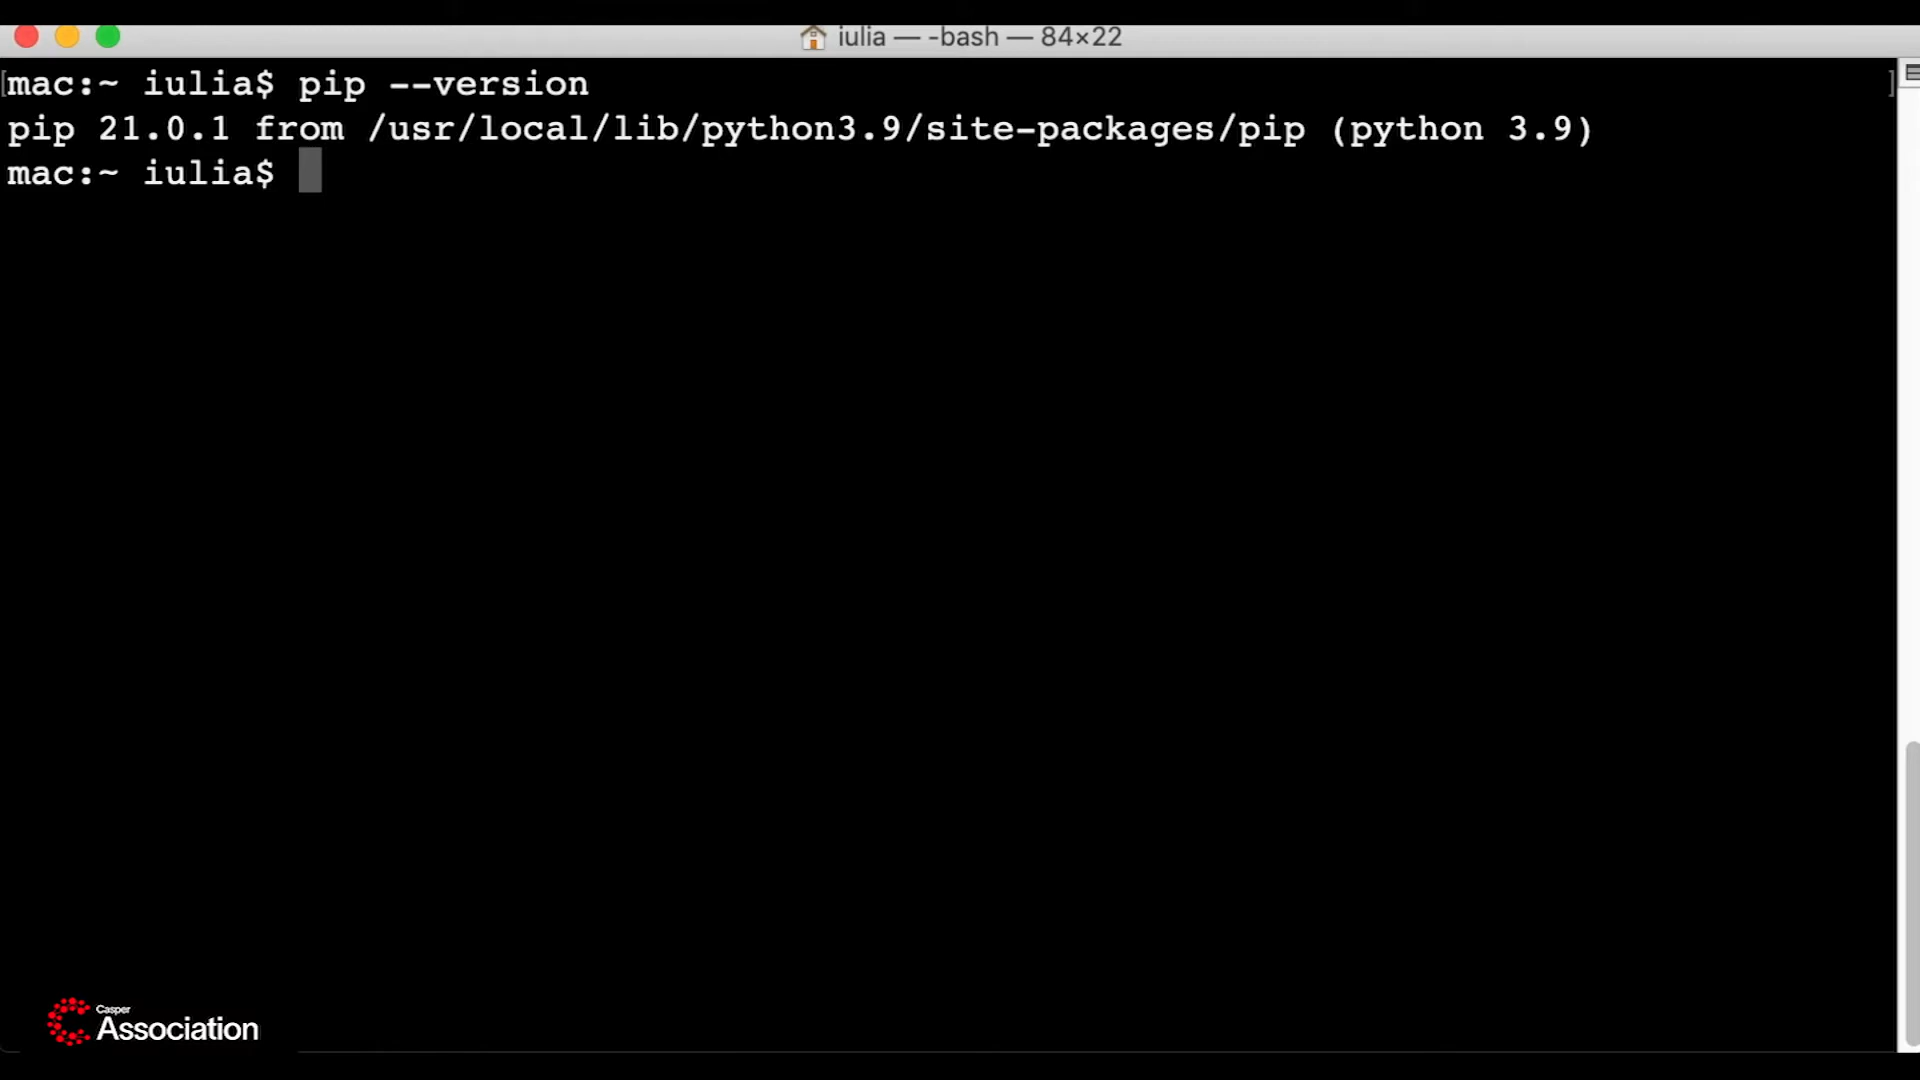 iulia — -bash — 84×22
mac:~ iulia$ pip --version
pip 21.0.1 from /usr/local/lib/python3.9/site-packages/pip (python 3.9)
mac:~ iulia$
Casper
Association